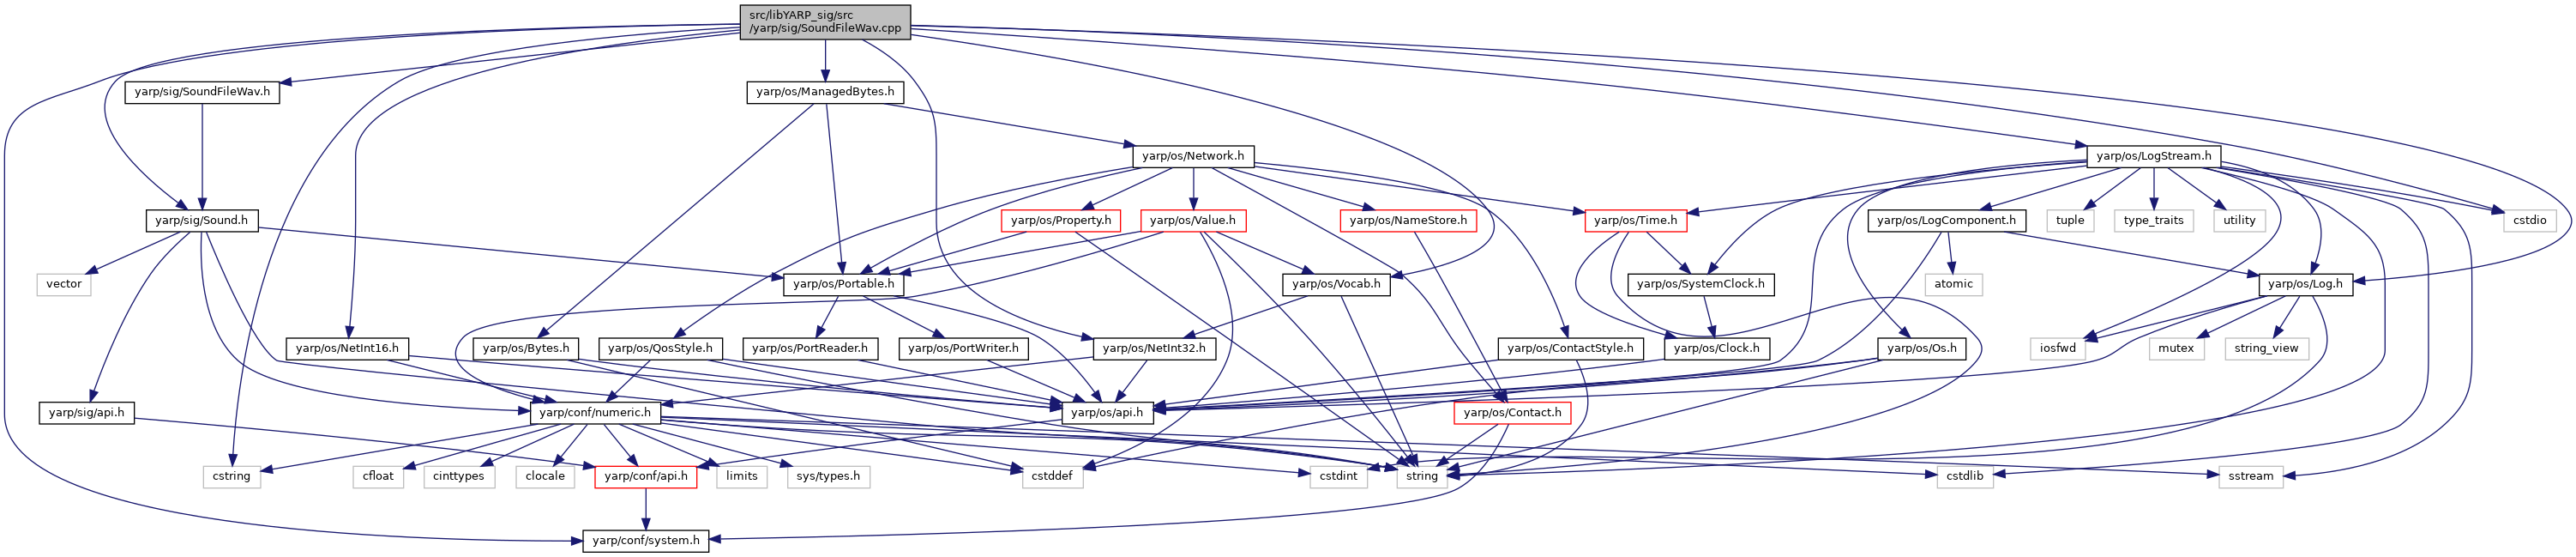 src/libYARP_sig/src
/yarp/sig/SoundFileWav.cpp
yarp/sig/SoundFileWav.h
yarp/os/ManagedBytes.h
yarp/os/Network.h
yarp/os/LogStream.h
yarp/sig/Sound.h
yarp/os/Property.h
yarp/os/Value.h
yarp/os/NameStore.h
yarp/os/Time.h
yarp/os/LogComponent.h
tuple
type_traits
utility
cstdio
vector
yarp/os/Portable.h
yarp/os/Vocab.h
yarp/os/SystemClock.h
atomic
yarp/os/Log.h
yarp/os/NetInt16.h
yarp/os/Bytes.h
yarp/os/QosStyle.h
yarp/os/PortReader.h
yarp/os/PortWriter.h
yarp/os/NetInt32.h
yarp/os/ContactStyle.h
yarp/os/Clock.h
yarp/os/Os.h
iosfwd
mutex
string_view
yarp/sig/api.h
yarp/conf/numeric.h
yarp/os/api.h
yarp/os/Contact.h
cstring
cfloat
cinttypes
clocale
yarp/conf/api.h
limits
sys/types.h
cstddef
cstdint
string
cstdlib
sstream
yarp/conf/system.h